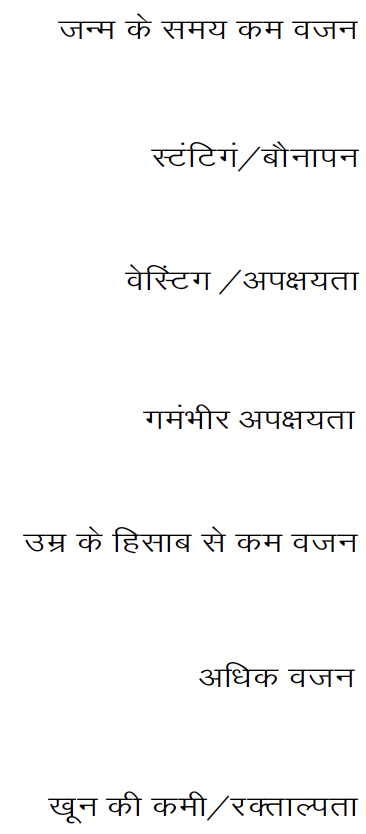 जन्म के समय कम वजन
स्टंटिगं/बौनापन
वेस्टिंग /अपक्षयता
गमंभीर अपक्षयता
उम्र के हिसाब से कम वजन
अधिक वजन
खून की कमी/रक्ताल्पता